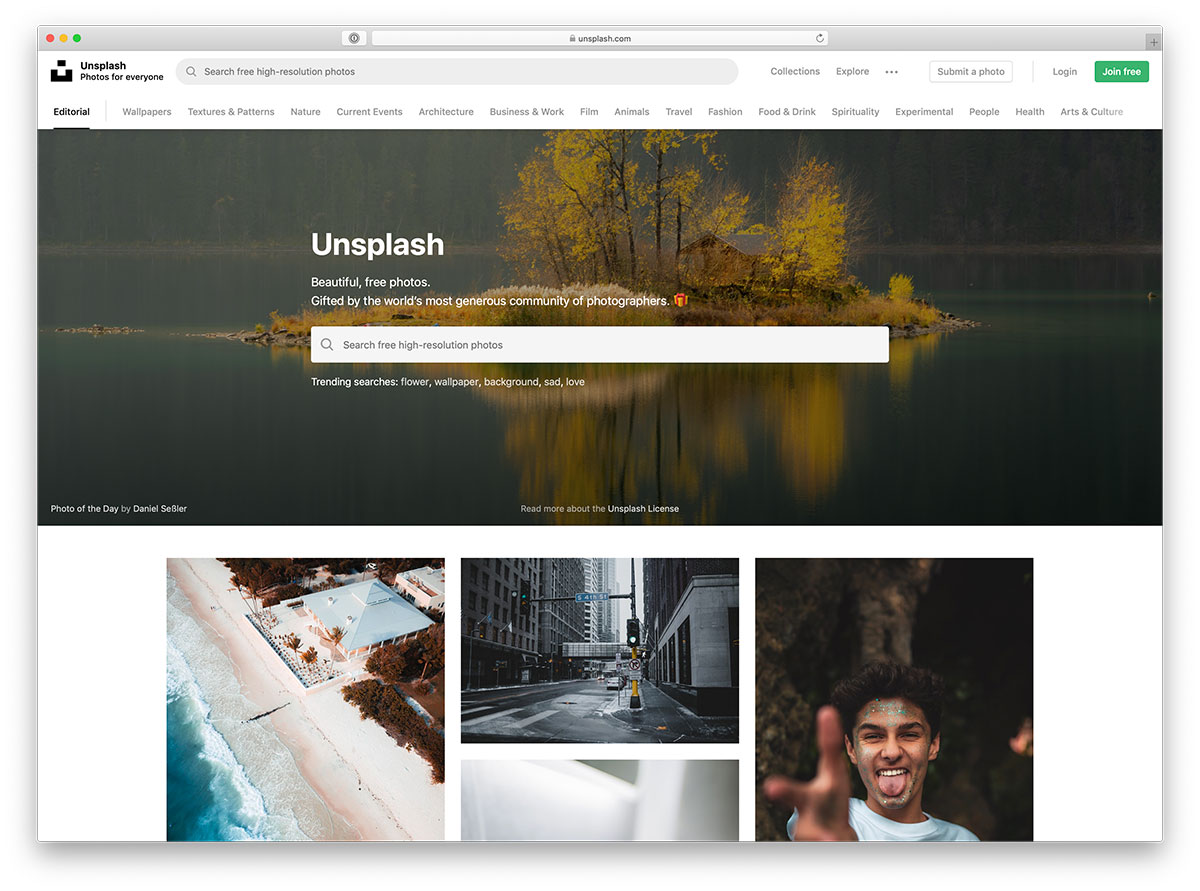 unsplash.com
Unsplash
Photos for everyone
Search free high-resolution photos
Collections
Explore
Submit a photo
Login
Join free
Editorial
Wallpapers
Textures & Patterns
Nature
Current Events
Architecture
Business & Work
Film
Animals
Travel
Fashion
Food & Drink
Spirituality
Experimental
People
Health
Arts & Culture
Unsplash
Beautiful, free photos.
Gifted by the world’s most generous community of photographers. 🎁
Search free high-resolution photos
Trending searches: flower, wallpaper, background, sad, love
Photo of the Day by Daniel Seßler
Read more about the Unsplash License
S 4th St